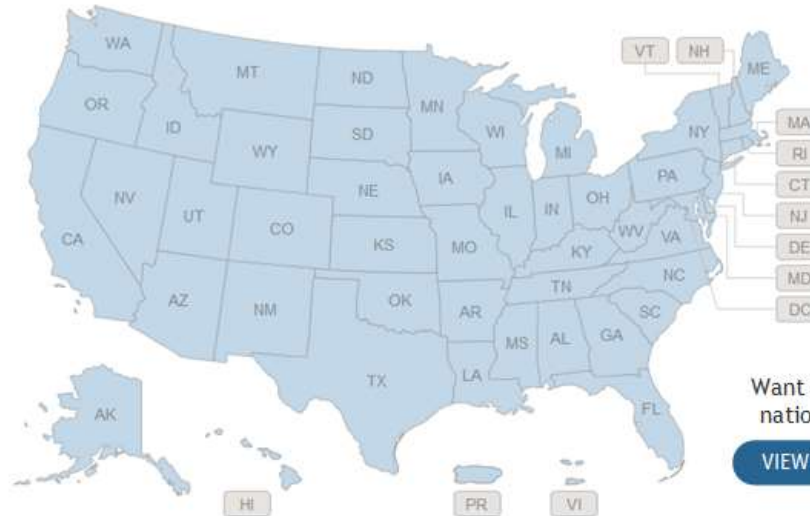 WA
VT NH
ME
MT
ND
OR
MN
ID
SD
WI
NY
MA
WY
MI
RI
IA
PA
CT
NE
NV
OH
NJ
UT
IL
IN
CO
WV
VA
DE
CA
KS
MO
KY
MD
NC
TN
AZ
OK
DC
NM
AR
SC
MS
AL
GA
TX
LA
Want
natio
FL
AK
VIEW
HI
PR
VI